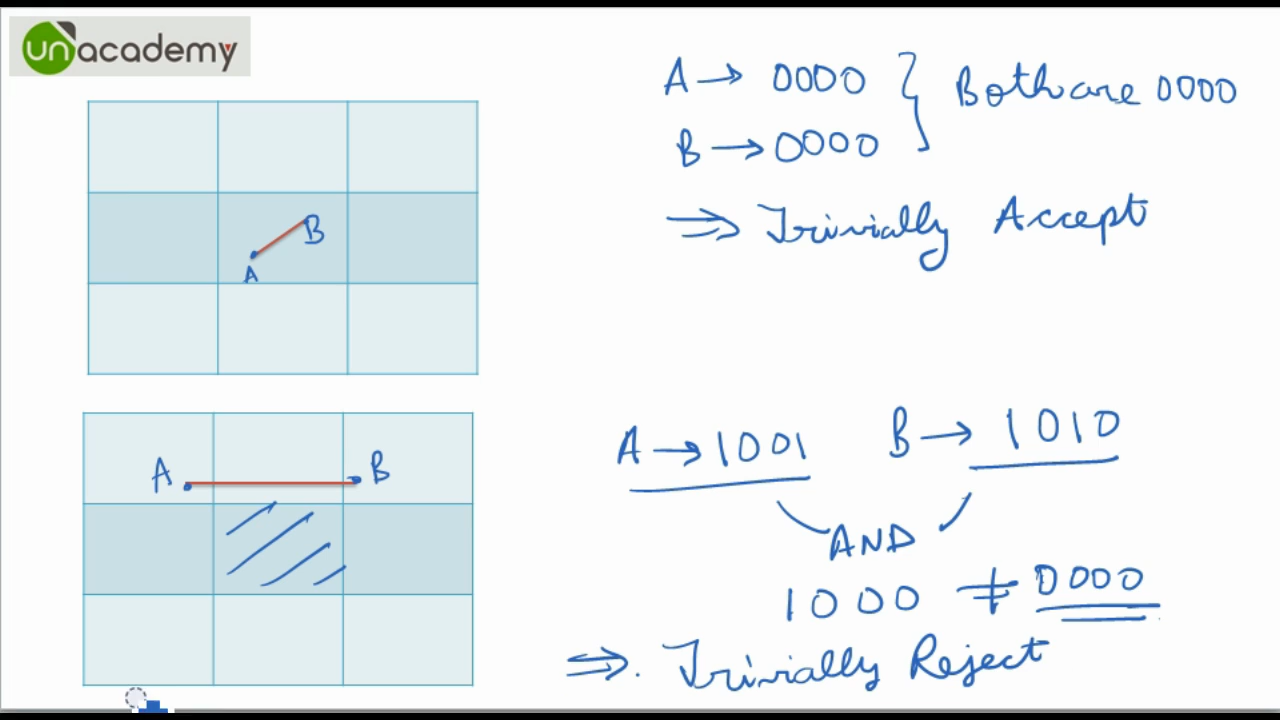 unacademy
A → 0000 } Both are 0000
B → 0000
⇒ Trivially Accept
B
A
A → 1001 B → 1010
A B
AND
1000 ≠ 0000
⇒ Trivially Reject